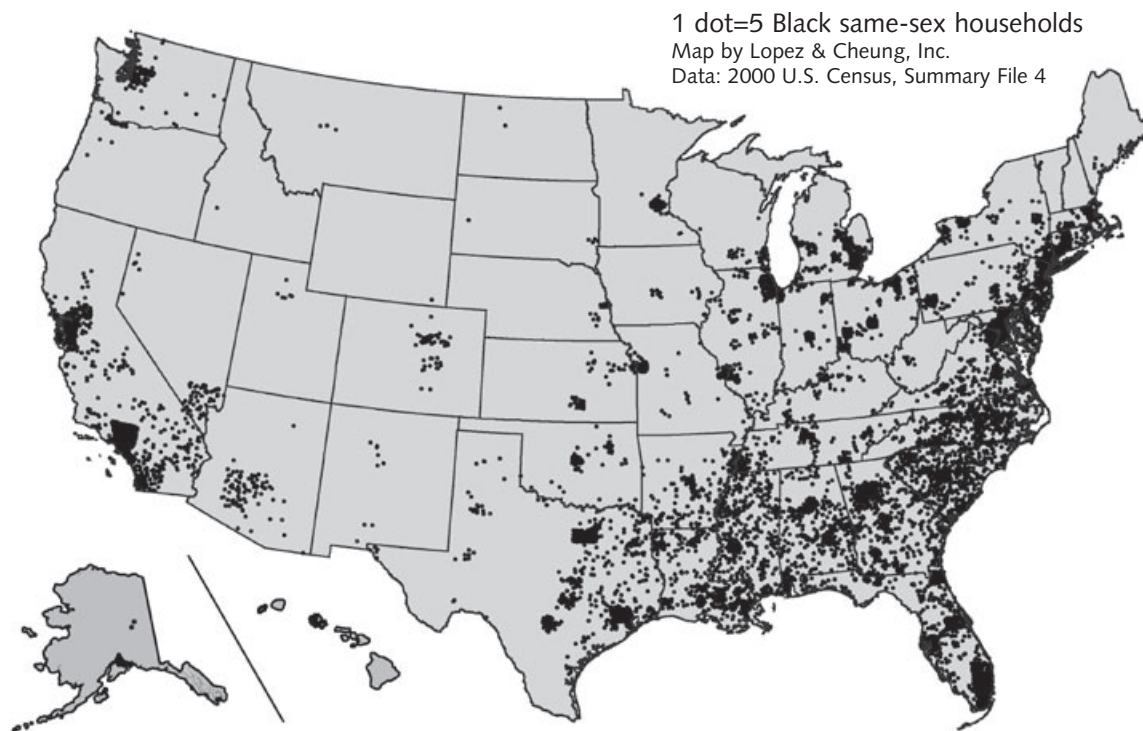 1 dot=5 Black same-sex households
Map by Lopez & Cheung, Inc.
Data: 2000 U.S. Census, Summary File 4